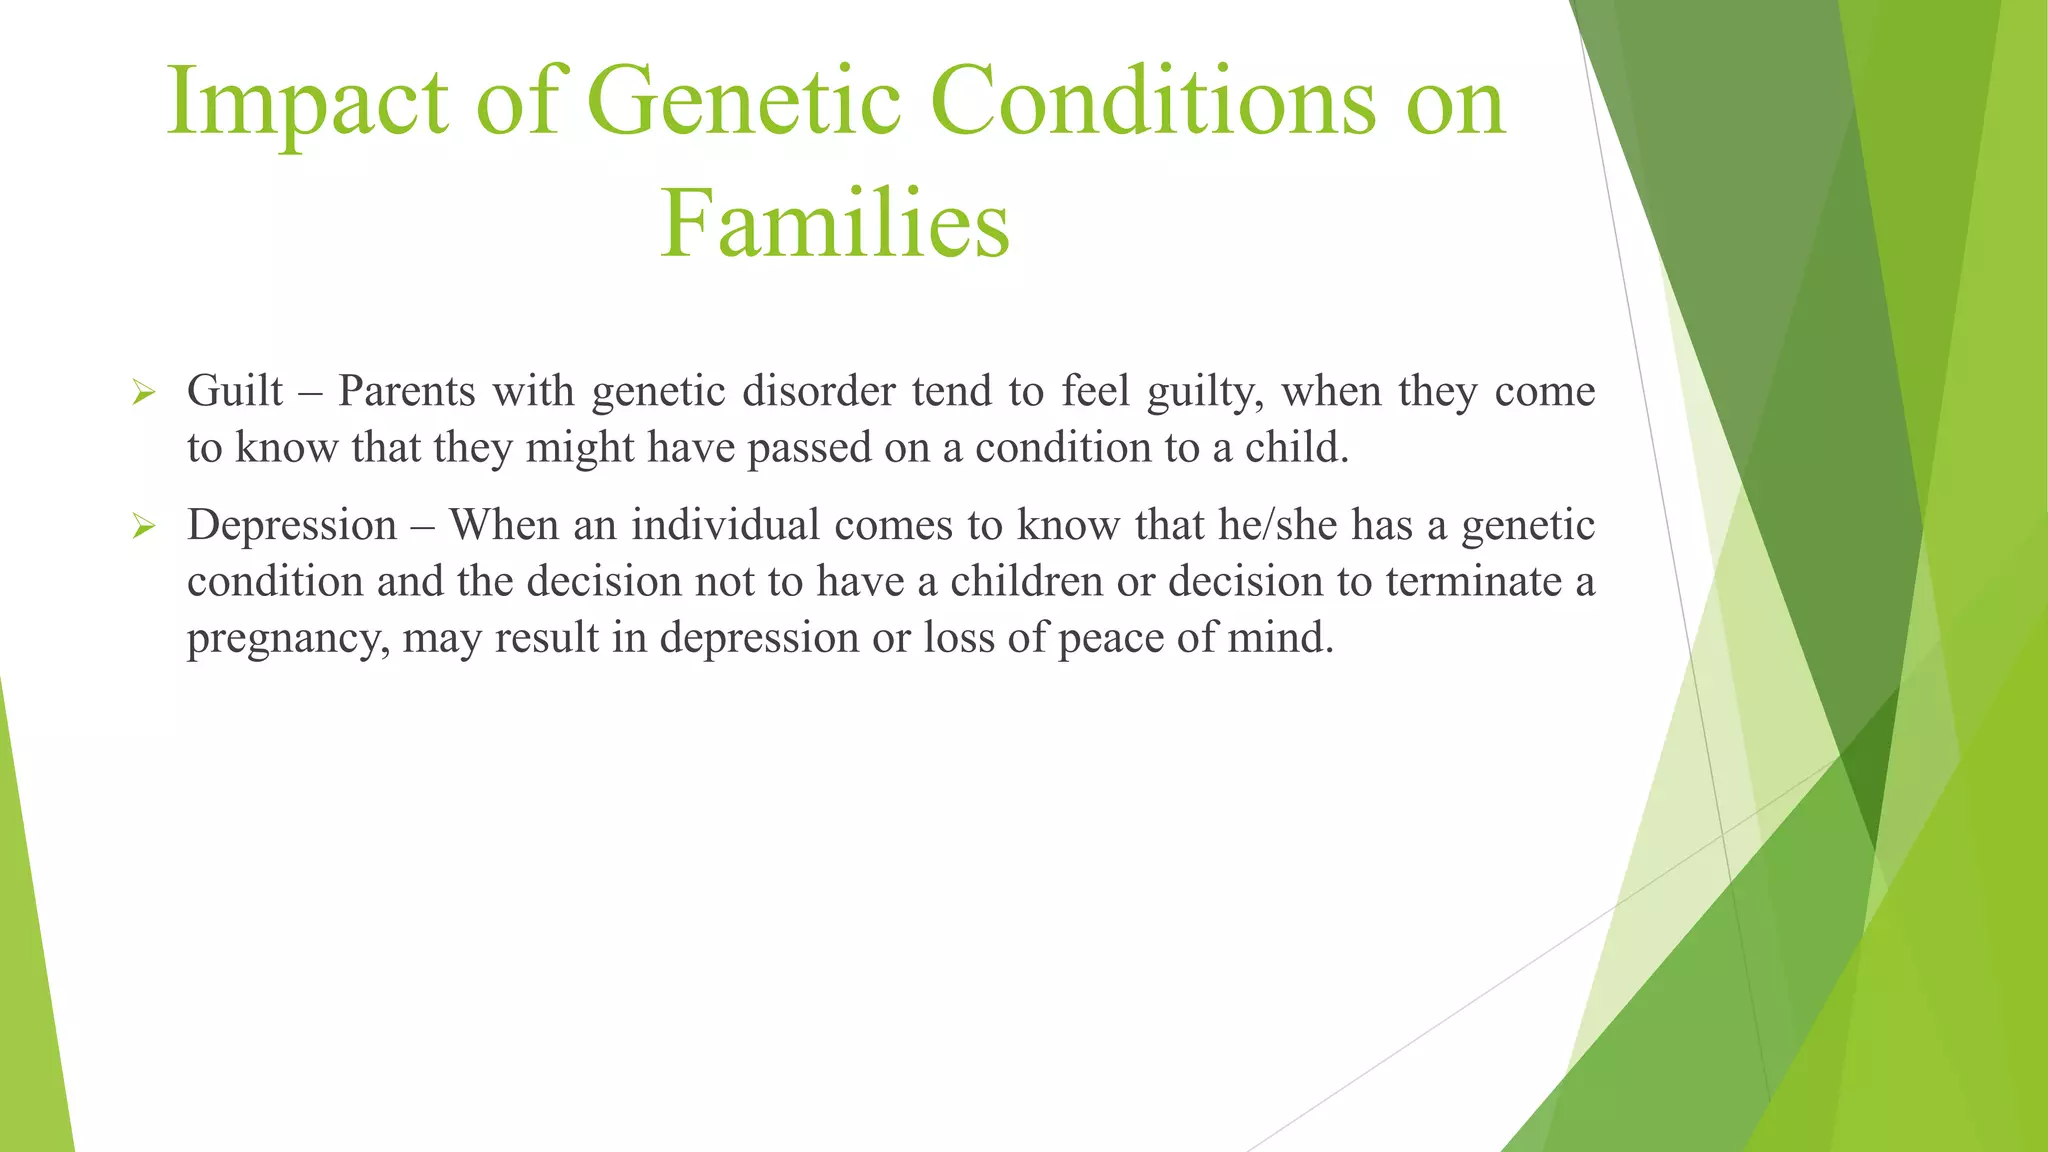 Impact of Genetic Conditions on
Families
➢ Guilt – Parents with genetic disorder tend to feel guilty, when they come
to know that they might have passed on a condition to a child.
➢ Depression – When an individual comes to know that he/she has a genetic
condition and the decision not to have a children or decision to terminate a
pregnancy, may result in depression or loss of peace of mind.